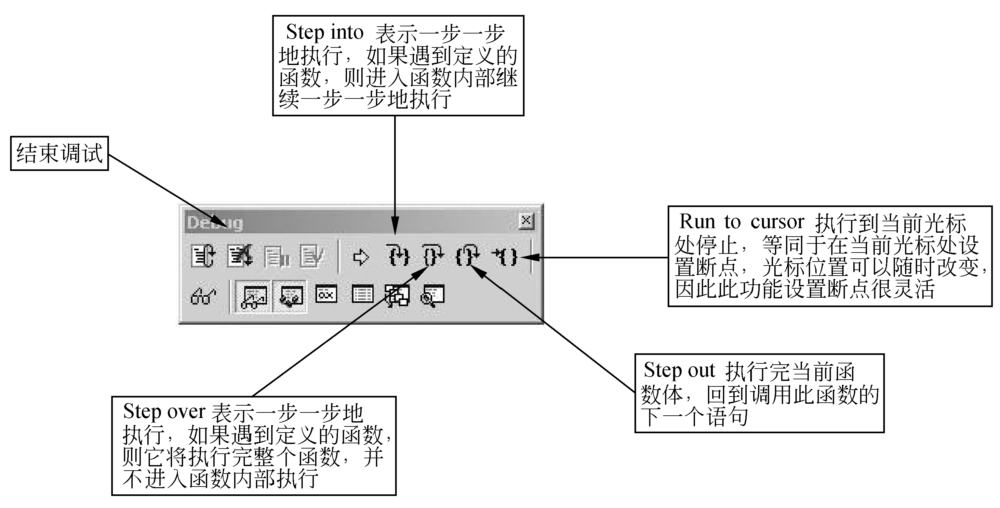 Step into 表示一步一步
地执行，如果遇到定义的
函数，则进入函数内部继
续一步一步地执行
结束调试
Debug
Run to cursor 执行到当前光标
处停止，等同于在当前光标处设
置断点，光标位置可以随时改变，
因此此功能设置断点很灵活
Step out 执行完当前函
数体，回到调用此函数的
下一个语句
Step over 表示一步一步地
执行，如果遇到定义的函数，
则它将执行完整个函数，并
不进入函数内部执行